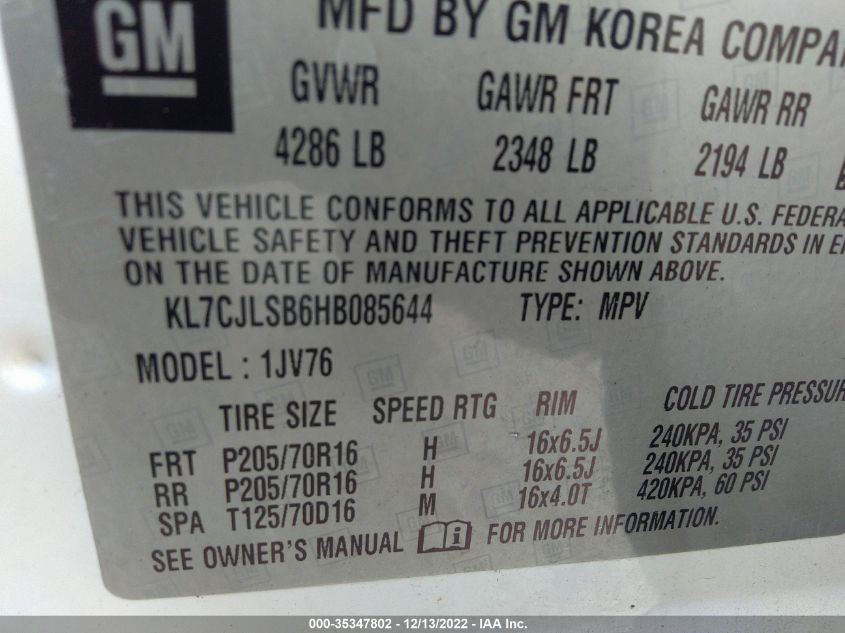 GM
MFD BY GM KOREA
GVWR GAWR FRT GAWR RR
4286 LB 2348 LB 2194 LB
THIS VEHICLE CONFORMS TO ALL APPLICABLE U.S.
VEHICLE SAFETY AND THEFT PREVENTION STANDARDS IN
ON THE DATE OF MANUFACTURE SHOWN ABOVE.
KL7CJLSB6HB085644 TYPE: MPV
MODEL : 1JV76
TIRE SIZE SPEED RTG RIM COLD TIRE
FRT P205/70R16 H 16x6.5J 240KPA, 35 PSI
RR P205/70R16 H 16x6.5J 240KPA, 35 PSI
SPA T125/70D16 M 16x4.0T 420KPA, 60 PSI
SEE OWNER'S MANUAL FOR MORE INFORMATION.
000-35347802 - 12/13/2022 - IAA Inc.